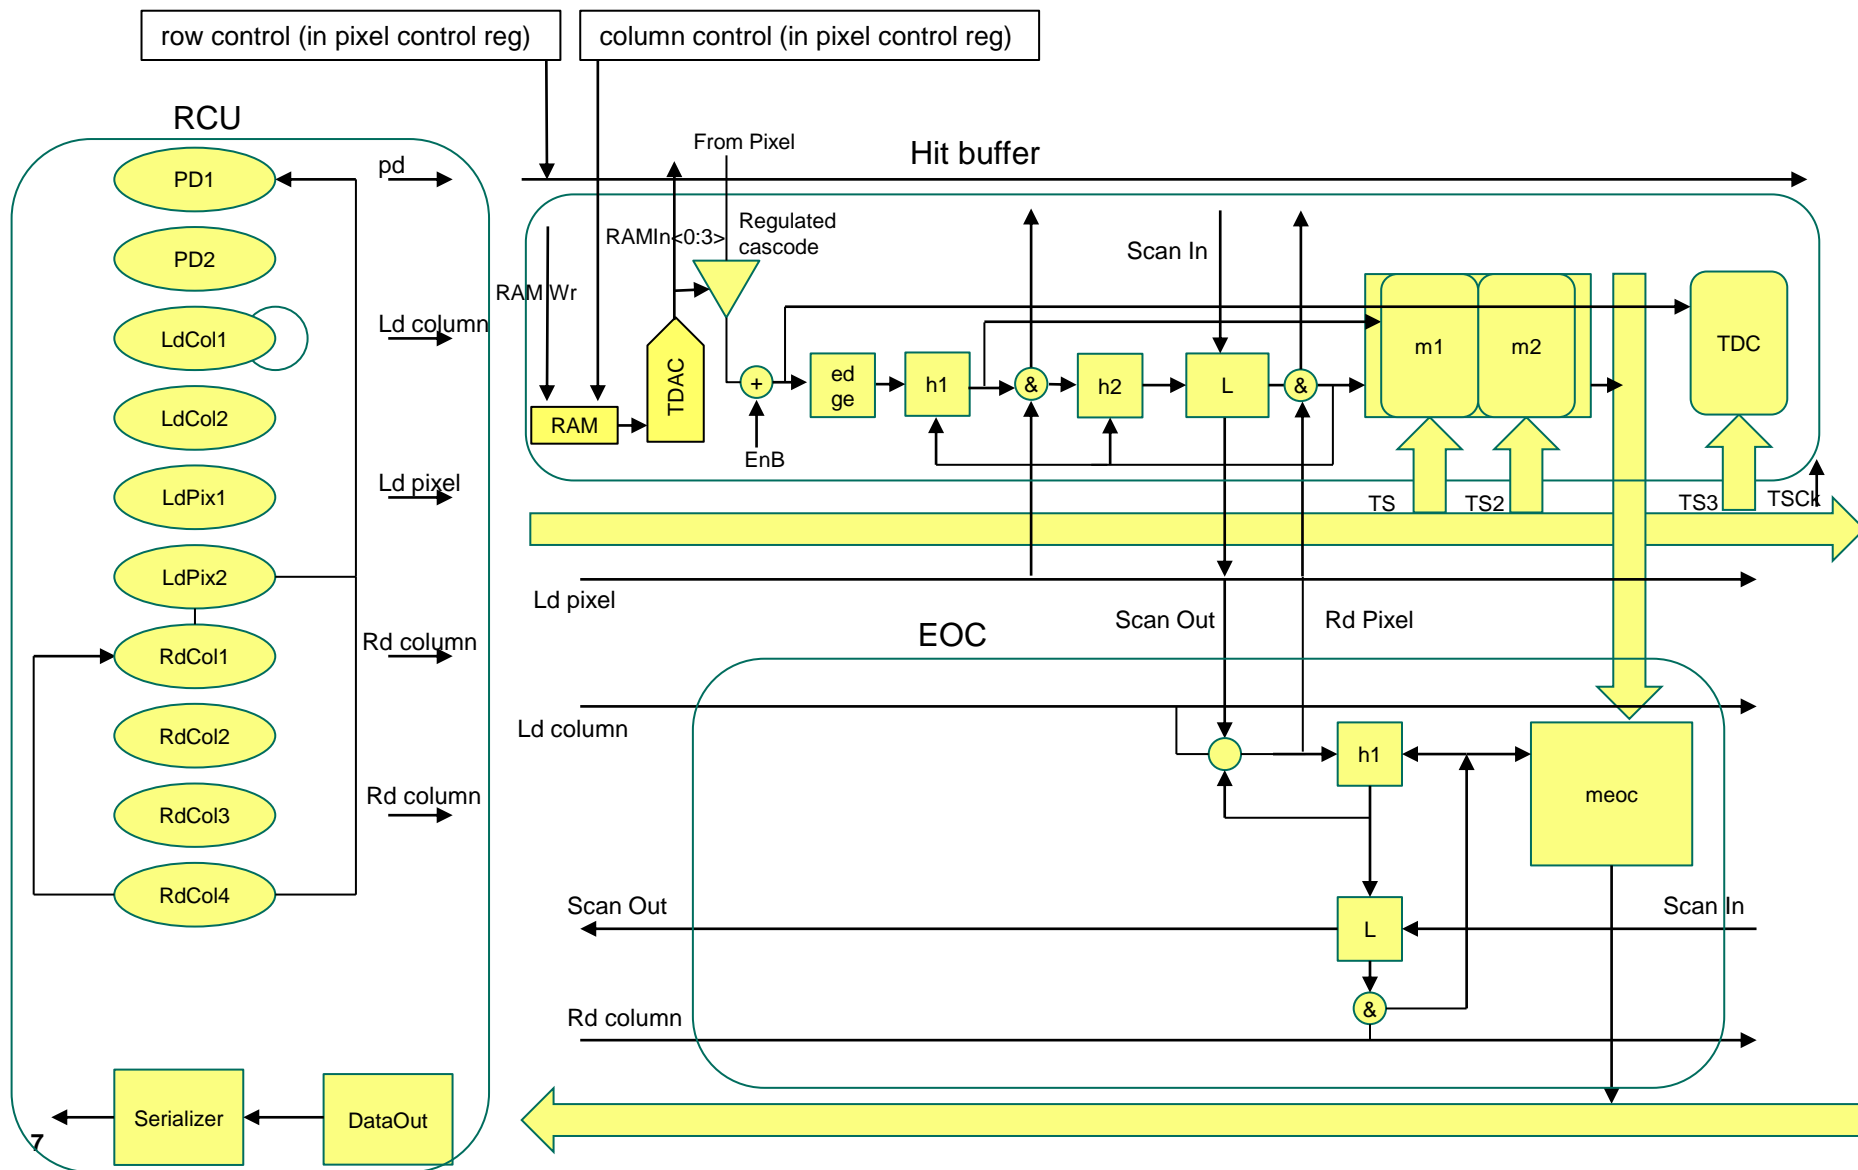 row control (in pixel control reg)
column control (in pixel control reg)
RCU
PD1
PD2
LdCol1
LdCol2
LdPix1
LdPix2
RdCol1
RdCol2
RdCol3
RdCol4
pd
Ld column
Ld pixel
Rd column
Rd column
Serializer
DataOut
7
From Pixel
Hit buffer
RAMIn<0:3>
Regulated
cascode
Scan In
RAM Wr
RAM
TDAC
+
EnB
ed
ge
h1
&
h2
L
&
m1
m2
TDC
TS
TS2
TS3
TSCk
Ld pixel
Scan Out
Rd Pixel
EOC
Ld column
h1
meoc
Scan Out
L
Scan In
&
Rd column